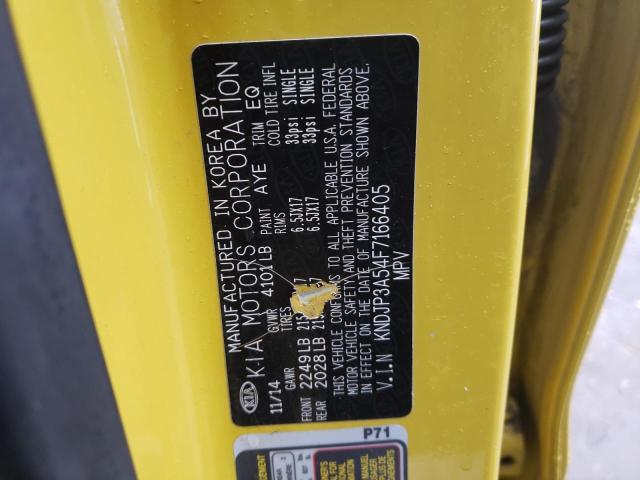 MANUFACTURED IN KOREA BY
KIA KIA MOTORS CORPORATION
11/14 GVWR 4101LB PAINT AYE TRIM EQ
GAWR TIRES RIMS COLD TIRE INFL
FRONT 2249LB 6.5JX17 33psi SINGLE
REAR 2028LB 6.5JX17 33psi SINGLE
THIS VEHICLE CONFORMS TO ALL APPLICABLE U.S.A. FEDERAL
MOTOR VEHICLE SAFETY AND THEFT PREVENTION STANDARDS
IN EFFECT ON THE DATE OF MANUFACTURE SHOWN ABOVE.
V.I.N KNDJP3A54F7166405
MPV
P71